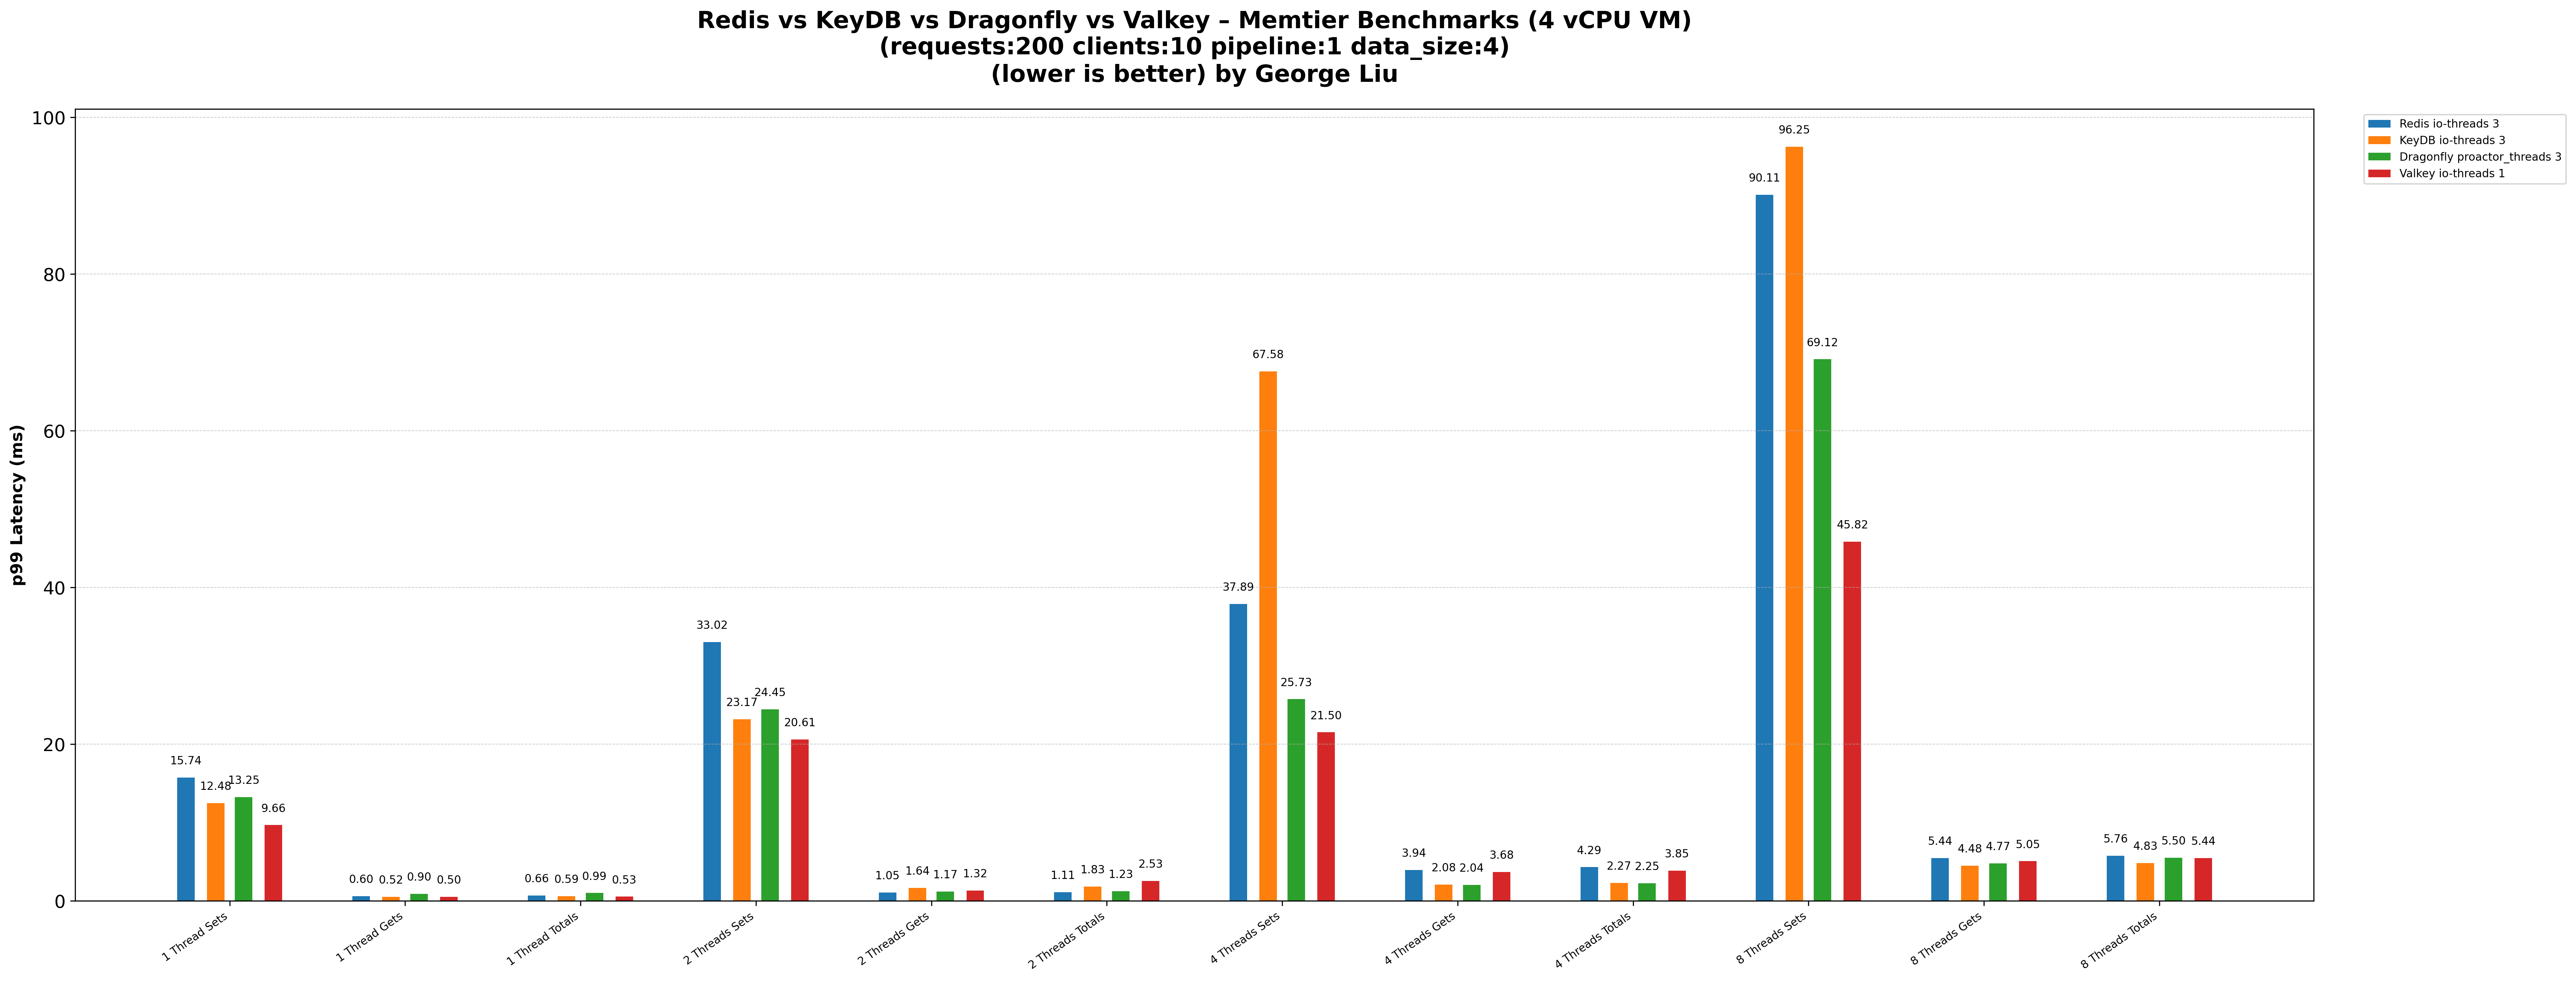 Redis vs KeyDB vs Dragonfly vs Valkey – Memtier Benchmarks (4 vCPU VM)
(requests:200 clients:10 pipeline:1 data_size:4)
(lower is better) by George Liu
p99 Latency (ms)
100
80
60
40
20
0
15.74
12.48
13.25
9.66
0.60
0.52
0.90
0.50
0.66
0.59
0.99
0.53
33.02
23.17
24.45
20.61
1.05
1.64
1.17
1.32
1.11
1.83
1.23
2.53
37.89
67.58
25.73
21.50
3.94
2.08
2.04
3.68
4.29
2.27
2.25
3.85
90.11
96.25
69.12
45.82
5.44
4.48
4.77
5.05
5.76
4.83
5.50
5.44
1 Thread Sets
1 Thread Gets
1 Thread Totals
2 Threads Sets
2 Threads Gets
2 Threads Totals
4 Threads Sets
4 Threads Gets
4 Threads Totals
8 Threads Sets
8 Threads Gets
8 Threads Totals
Redis io-threads 3
KeyDB io-threads 3
Dragonfly proactor_threads 3
Valkey io-threads 1